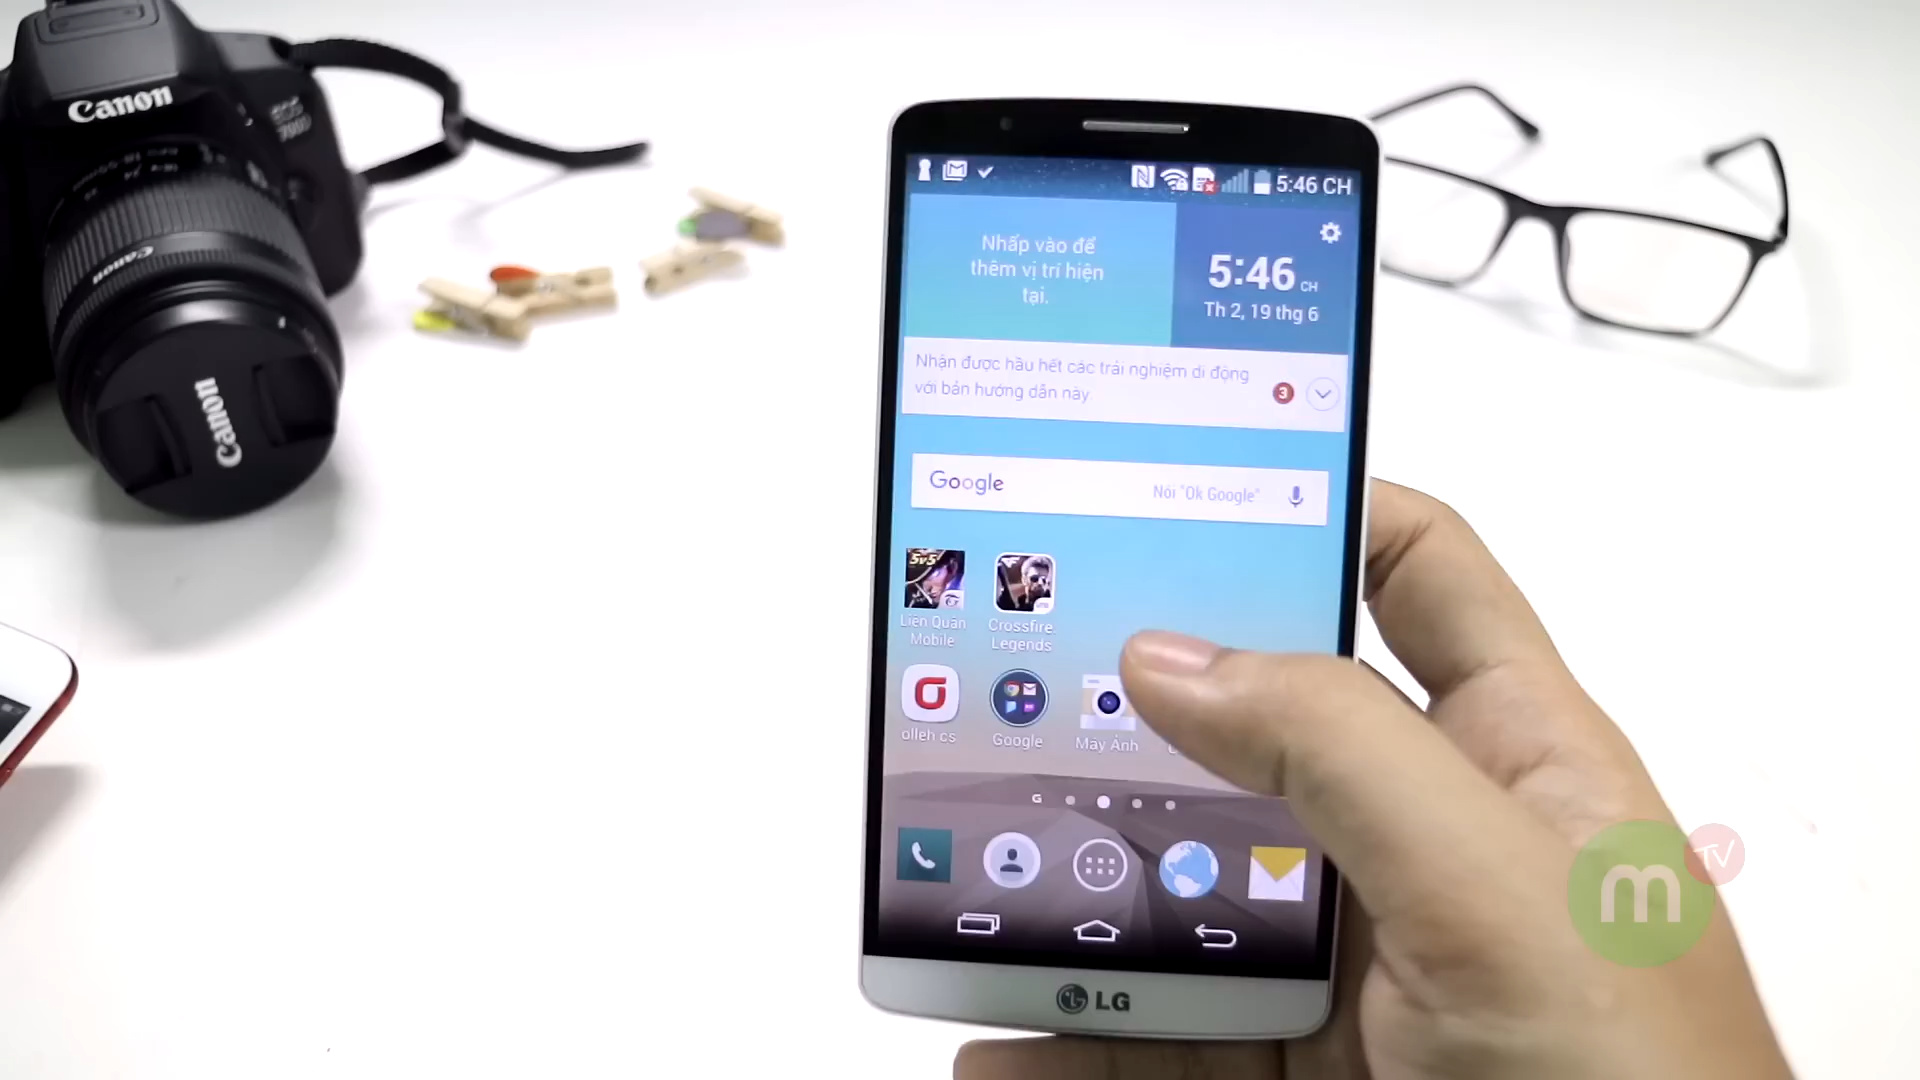 Canon
EOS
700D
Canon
Canon
5:46 CH
Nhấp vào để
thêm vị trí hiện
tại.
5:46 CH
Th 2, 19 thg 6
Nhận được hầu hết các trải nghiệm di động
với bản hướng dẫn này.
3
Google
Nói "Ok Google"
5v5
Liên Quân
Mobile
Crossfire
Legends
olleh cs
Google
Máy Ảnh
G
LG
m
TV